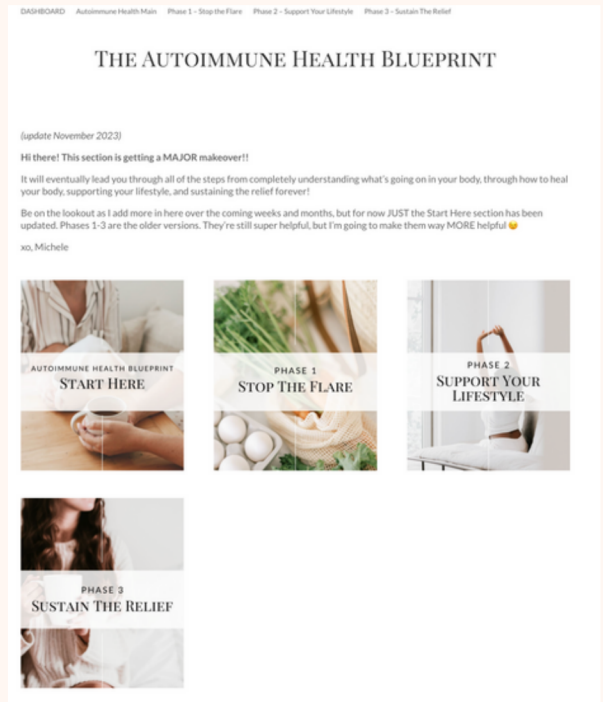 DASHBOARD Autoimmune Health Main Phase 1 – Stop the Flare Phase 2 – Support Your Lifestyle Phase 3 – Sustain The Relief
THE AUTOIMMUNE HEALTH BLUEPRINT
(update November 2023)
Hi there! This section is getting a MAJOR makeover!!
It will eventually lead you through all of the steps from completely understanding what's going on in your body, through how to heal
your body, supporting your lifestyle, and sustaining the relief forever!
Be on the lookout as I add more in here over the coming weeks and months, but for now JUST the Start Here section has been
updated. Phases 1-3 are the older versions. They're still super helpful, but I'm going to make them way MORE helpful 😉
xo, Michele
AUTOIMMUNE HEALTH BLUEPRINT
START HERE
PHASE 1
STOP THE FLARE
PHASE 2
SUPPORT YOUR
LIFESTYLE
PHASE 3
SUSTAIN THE RELIEF